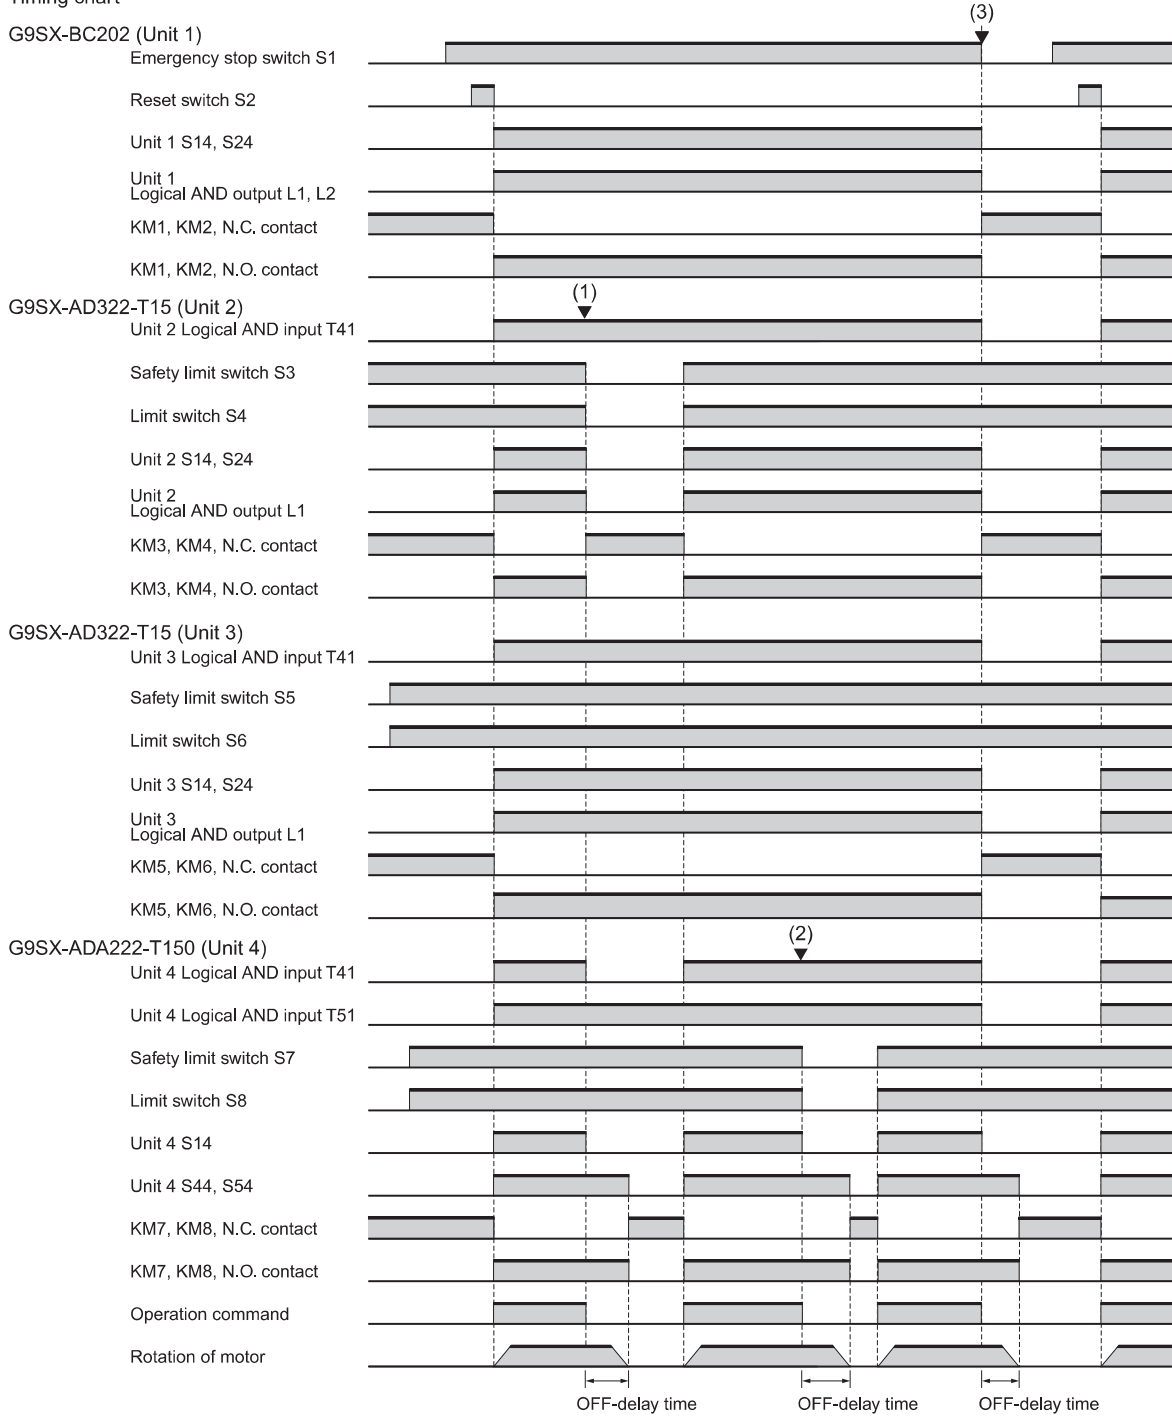 Timing chart
(3)
G9SX-BC202 (Unit 1)
Emergency stop switch S1
Reset switch S2
Unit 1 S14, S24
Unit 1
Logical AND output L1, L2
KM1, KM2, N.C. contact
KM1, KM2, N.O. contact
(1)
G9SX-AD322-T15 (Unit 2)
Unit 2 Logical AND input T41
Safety limit switch S3
Limit switch S4
Unit 2 S14, S24
Unit 2
Logical AND output L1
KM3, KM4, N.C. contact
KM3, KM4, N.O. contact
G9SX-AD322-T15 (Unit 3)
Unit 3 Logical AND input T41
Safety limit switch S5
Limit switch S6
Unit 3 S14, S24
Unit 3
Logical AND output L1
KM5, KM6, N.C. contact
KM5, KM6, N.O. contact
(2)
G9SX-ADA222-T150 (Unit 4)
Unit 4 Logical AND input T41
Unit 4 Logical AND input T51
Safety limit switch S7
Limit switch S8
Unit 4 S14
Unit 4 S44, S54
KM7, KM8, N.C. contact
KM7, KM8, N.O. contact
Operation command
Rotation of motor
OFF-delay time OFF-delay time OFF-delay time